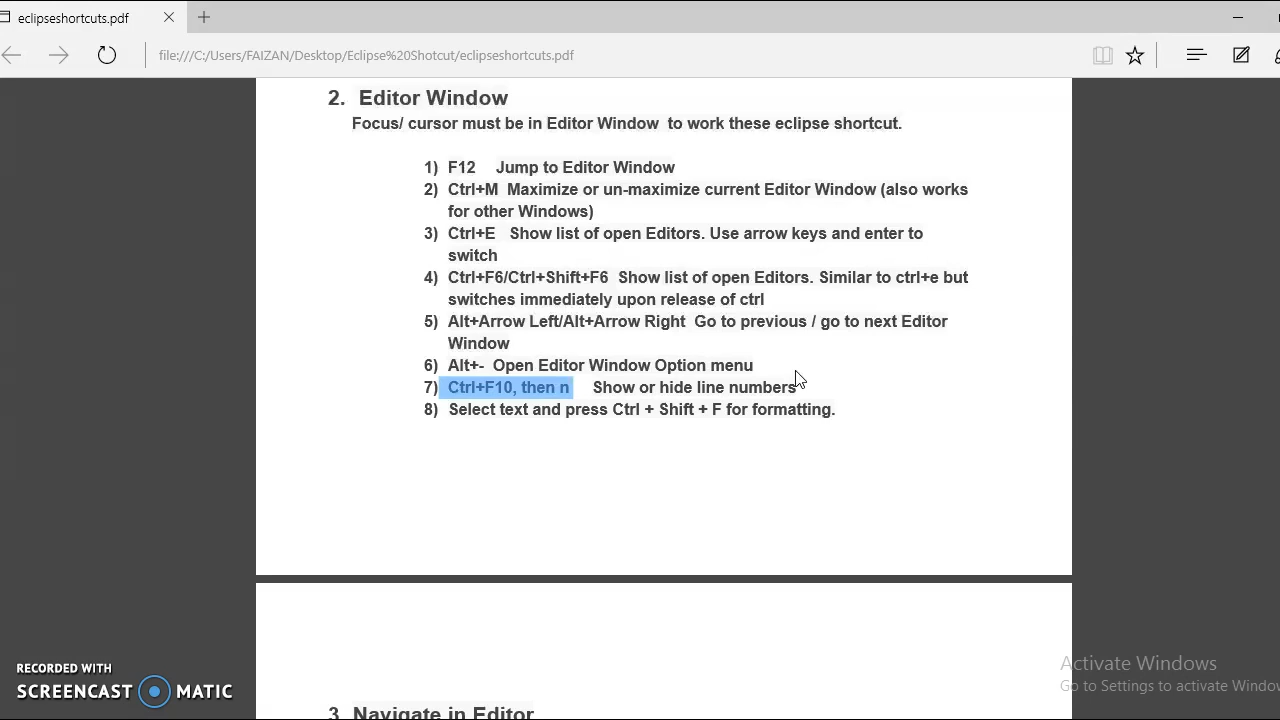 eclipseshortcuts.pdf
file:///C:/Users/FAIZAN/Desktop/Eclipse%20Shotcut/eclipseshortcuts.pdf
2. Editor Window
Focus/ cursor must be in Editor Window to work these eclipse shortcut.
1) F12 Jump to Editor Window
2) Ctrl+M Maximize or un-maximize current Editor Window (also works
for other Windows)
3) Ctrl+E Show list of open Editors. Use arrow keys and enter to
switch
4) Ctrl+F6/Ctrl+Shift+F6 Show list of open Editors. Similar to ctrl+e but
switches immediately upon release of ctrl
5) Alt+Arrow Left/Alt+Arrow Right Go to previous / go to next Editor
Window
6) Alt+- Open Editor Window Option menu
7) Ctrl+F10, then n Show or hide line numbers
8) Select text and press Ctrl + Shift + F for formatting.
3. Navigate in Editor
RECORDED WITH
SCREENCAST MATIC
Activate Windows
Go to Settings to activate Window